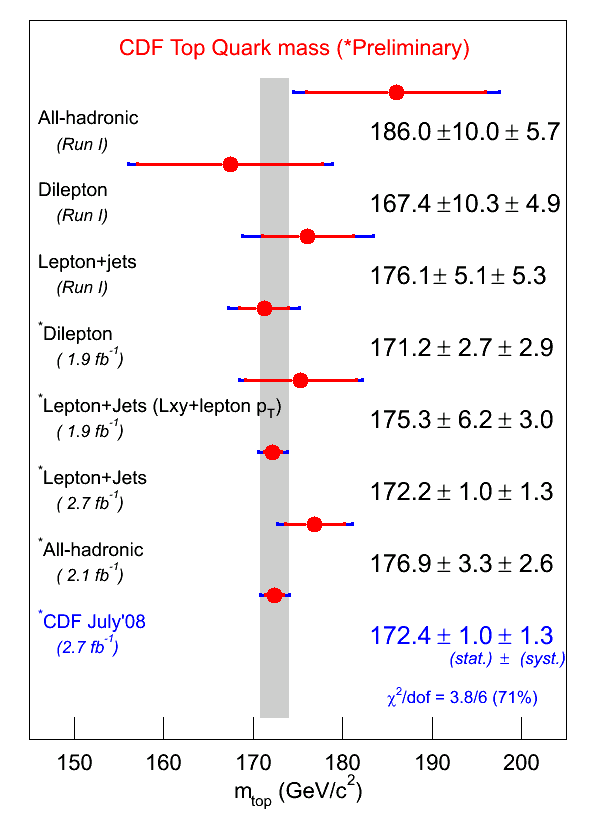 CDF Top Quark mass (*Preliminary)
All-hadronic 186.0 ±10.0 ± 5.7
(Run I)
Dilepton 167.4 ±10.3 ± 4.9
(Run I)
Lepton+jets 176.1 ± 5.1 ± 5.3
(Run I)
*Dilepton 171.2 ± 2.7 ± 2.9
( 1.9 fb⁻¹)
*Lepton+Jets (Lxy+lepton p_T) 175.3 ± 6.2 ± 3.0
( 1.9 fb⁻¹)
*Lepton+Jets 172.2 ± 1.0 ± 1.3
( 2.7 fb⁻¹)
*All-hadronic 176.9 ± 3.3 ± 2.6
( 2.1 fb⁻¹)
*CDF July'08 172.4 ± 1.0 ± 1.3
(2.7 fb⁻¹) (stat.) ± (syst.)
χ²/dof = 3.8/6 (71%)
150 160 170 180 190 200
m_top (GeV/c²)